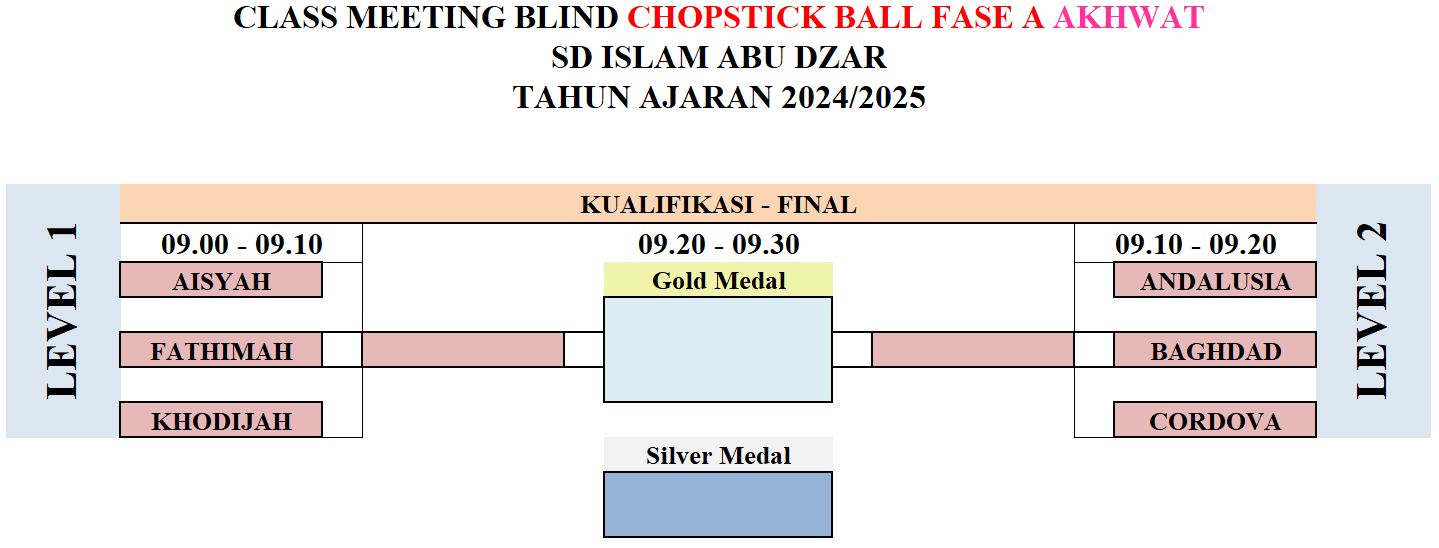 CLASS MEETING BLIND CHOPSTICK BALL FASE A AKHWAT
SD ISLAM ABU DZAR
TAHUN AJARAN 2024/2025
KUALIFIKASI - FINAL
LEVEL 1
09.00 - 09.10
AISYAH
FATHIMAH
KHODIJAH
09.20 - 09.30
Gold Medal
Silver Medal
09.10 - 09.20
ANDALUSIA
BAGHDAD
CORDOVA
LEVEL 2